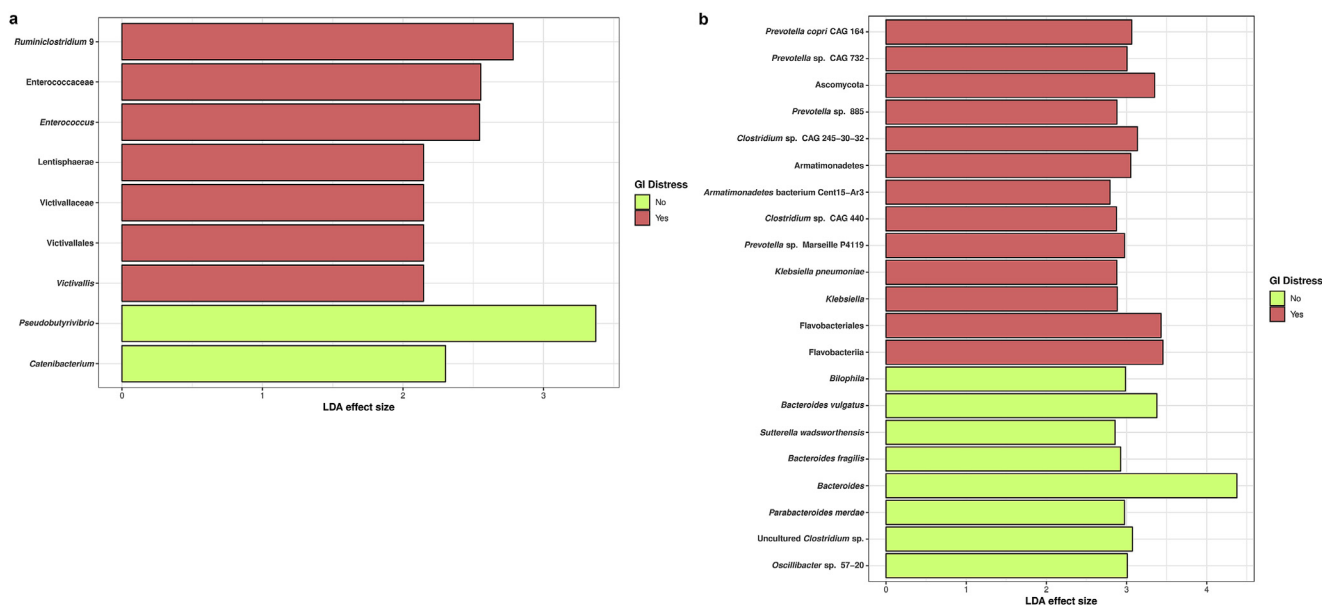 a
Ruminiclostridium 9
Enterococcaceae
Enterococcus
Lentisphaerae
Victivallaceae
Victivallales
Victivallis
Pseudobutyrivibrio
Catenibacterium
0 1 2 3
LDA effect size
GI Distress
No
Yes
b
Prevotella copri CAG 164
Prevotella sp. CAG 732
Ascomycota
Prevotella sp. 885
Clostridium sp. CAG 245-30-32
Armatimonadetes
Armatimonadetes bacterium Cent15-Ar3
Clostridium sp. CAG 440
Prevotella sp. Marseille P4119
Klebsiella pneumoniae
Klebsiella
Flavobacteriales
Flavobacteriia
Bilophila
Bacteroides vulgatus
Sutterella wadsworthensis
Bacteroides fragilis
Bacteroides
Parabacteroides merdae
Uncultured Clostridium sp.
Oscillibacter sp. 57-20
0 1 2 3 4
LDA effect size
GI Distress
No
Yes